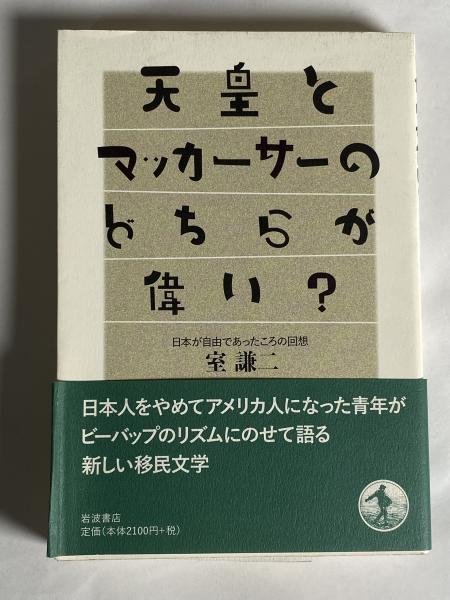 天皇と
マッカーサーの
どちらが
偉い？
日本が自由であったころの回想
室 謙二
日本人をやめてアメリカ人になった青年が
ビーバップのリズムにのせて語る
新しい移民文学
岩波書店
定価(本体2100円+税)